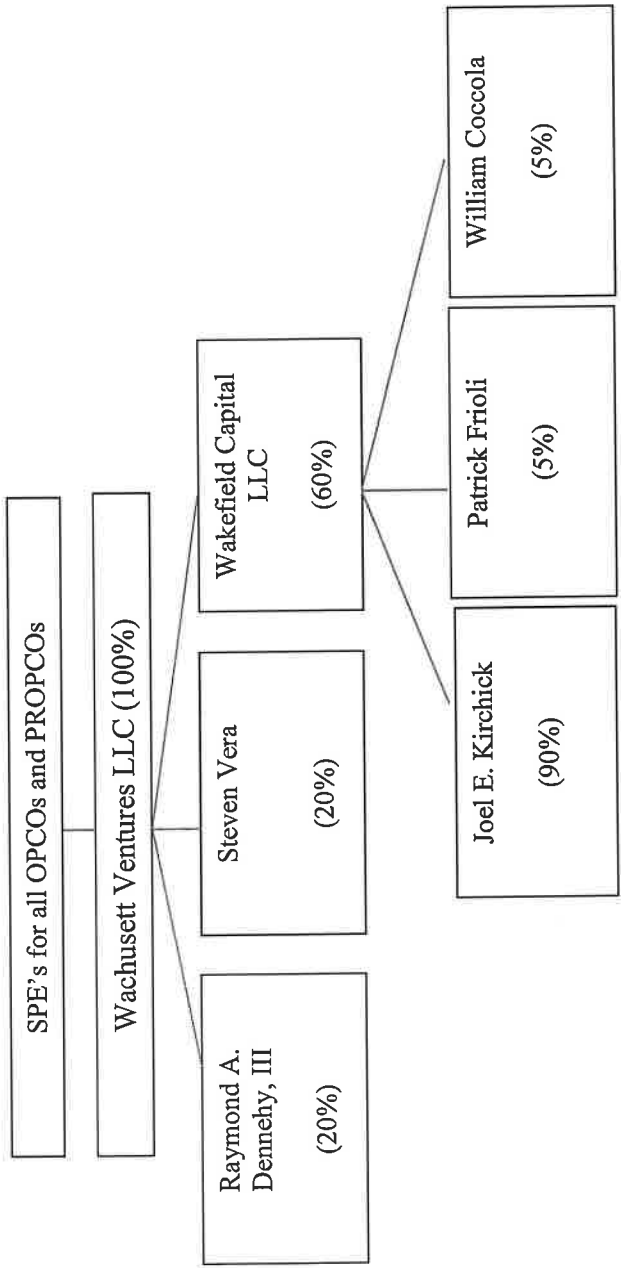 SPE's for all OPCOs and PROPCOs
Wachusett Ventures LLC (100%)
Raymond A.
Dennehy, III
(20%)
Steven Vera
(20%)
Wakefield Capital
LLC
(60%)
Joel E. Kirchick
(90%)
Patrick Frioli
(5%)
William Coccola
(5%)